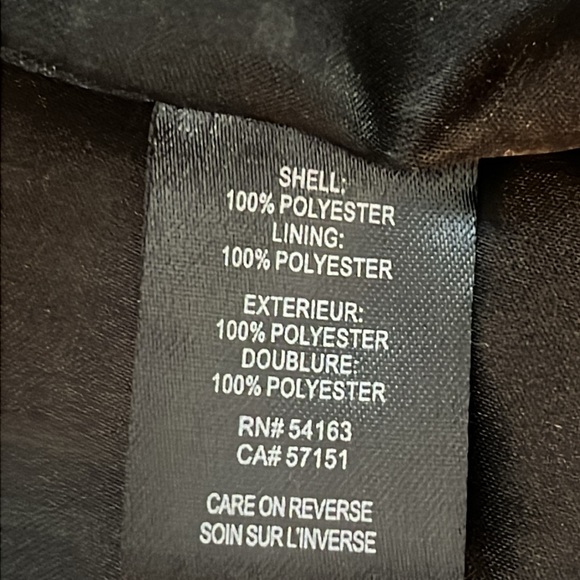 SHELL:
100% POLYESTER
LINING:
100% POLYESTER
EXTERIEUR:
100% POLYESTER
DOUBLURE:
100% POLYESTER
RN# 54163
CA# 57151
CARE ON REVERSE
SOIN SUR L'INVERSE